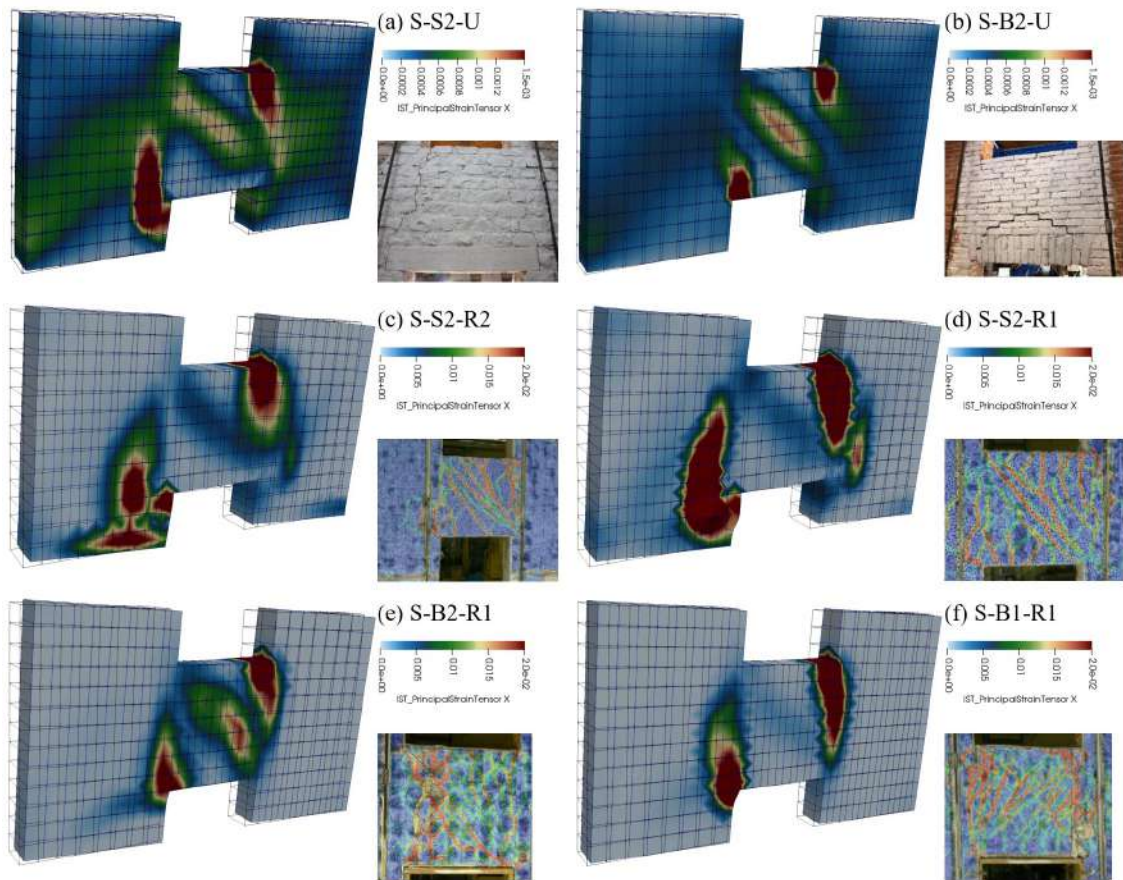 (a) S-S2-U
0.0e+00 0.0002 0.0004 0.0006 0.0008 0.001 0.0012 1.5e-03
IST_PrincipalStrainTensor X
(b) S-B2-U
0.0e+00 0.0002 0.0004 0.0006 0.0008 0.001 0.0012 1.5e-03
IST_PrincipalStrainTensor X
(c) S-S2-R2
0.0e+00 0.005 0.01 0.015 2.0e-02
IST_PrincipalStrainTensor X
(d) S-S2-R1
0.0e+00 0.005 0.01 0.015 2.0e-02
IST_PrincipalStrainTensor X
(e) S-B2-R1
0.0e+00 0.005 0.01 0.015 2.0e-02
IST_PrincipalStrainTensor X
(f) S-B1-R1
0.0e+00 0.005 0.01 0.015 2.0e-02
IST_PrincipalStrainTensor X